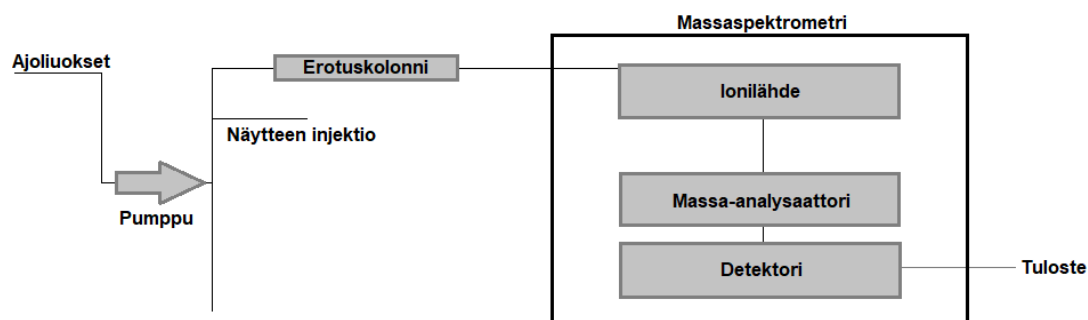 Massaspektrometri
Ajoliuokset
Erotuskolonni
Ionilähde
Näytteen injektio
Massa-analysaattori
Pumppu
Detektori
Tuloste